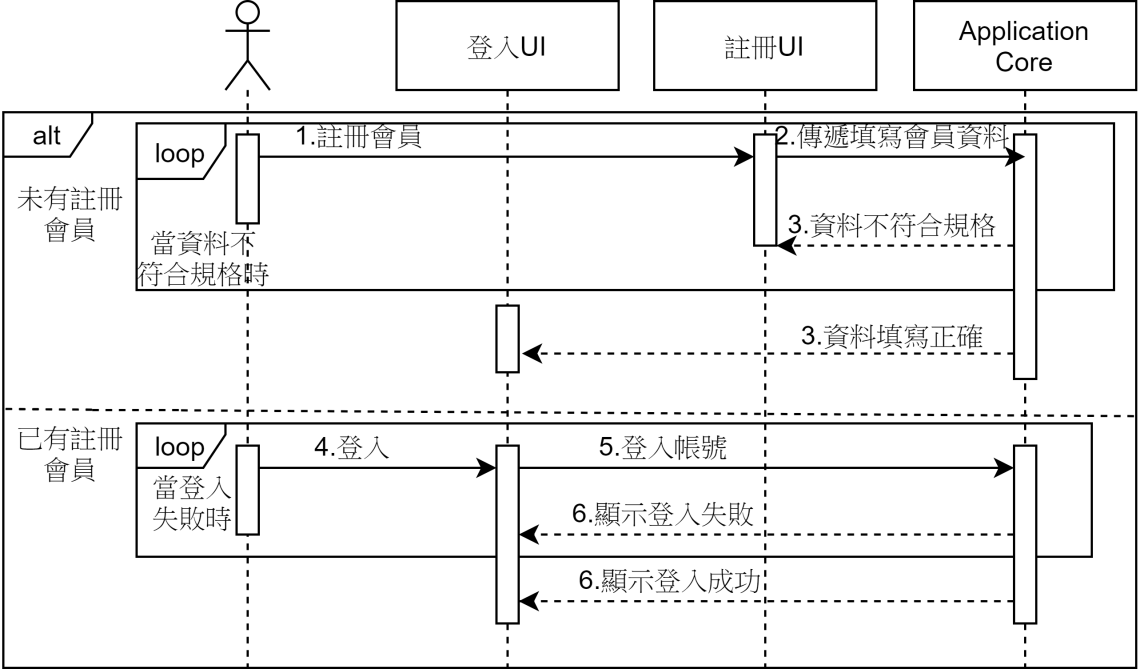 登入UI
註冊UI
Application
Core
alt
loop
1.註冊會員
2.傳遞填寫會員資料
未有註冊
會員
3.資料不符合規格
當資料不
符合規格時
3.資料填寫正確
已有註冊
會員
loop
4.登入
5.登入帳號
當登入
失敗時
6.顯示登入失敗
6.顯示登入成功